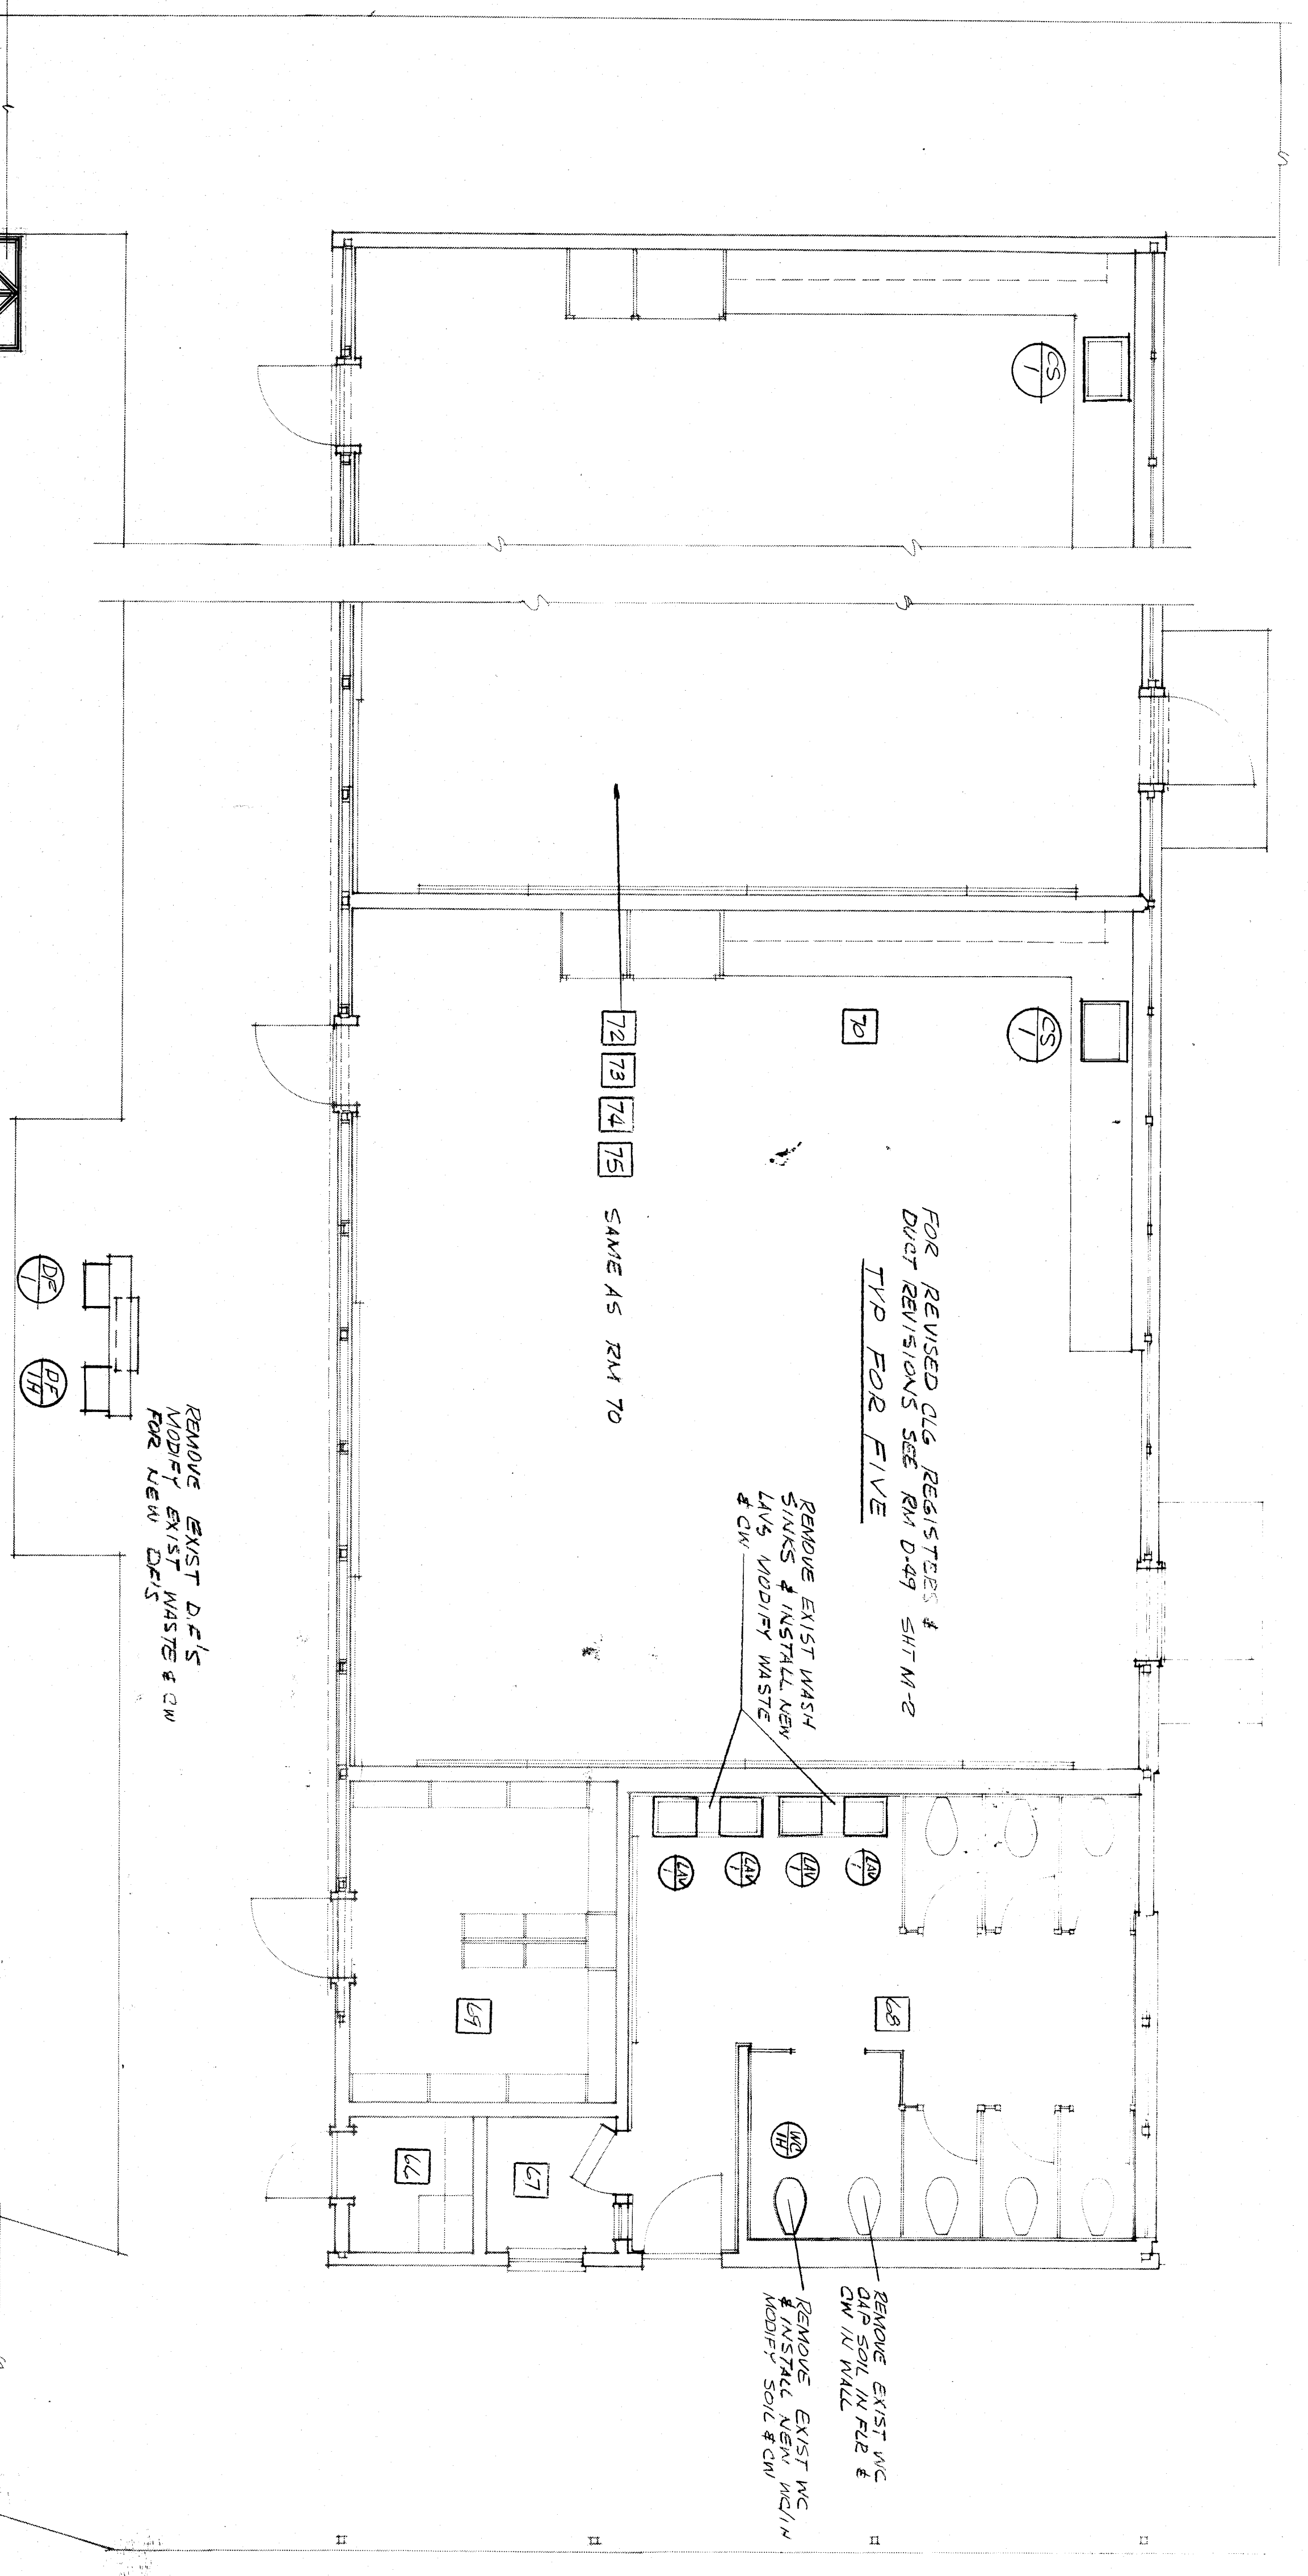 CS
1
CS
1
70
72
73
74
75
SAME AS RM 70
FOR REVISED CLG REGISTERS &
DUCT REVISIONS SEE RM D-49 SHT M-2
TYP FOR FIVE
REMOVE EXIST WASH
SINKS & INSTALL NEW
LAVS MODIFY WASTE
& CW
DF
1
DF
1H
REMOVE EXIST D.F'S
MODIFY EXIST WASTE & CW
FOR NEW DF'S
LAV
1
LAV
1
LAV
1
LAV
1
68
69
66
67
WC
1H
REMOVE EXIST WC
CAP SOIL IN FLR &
CW IN WALL
REMOVE EXIST WC
& INSTALL NEW WC/1H
MODIFY SOIL & CW